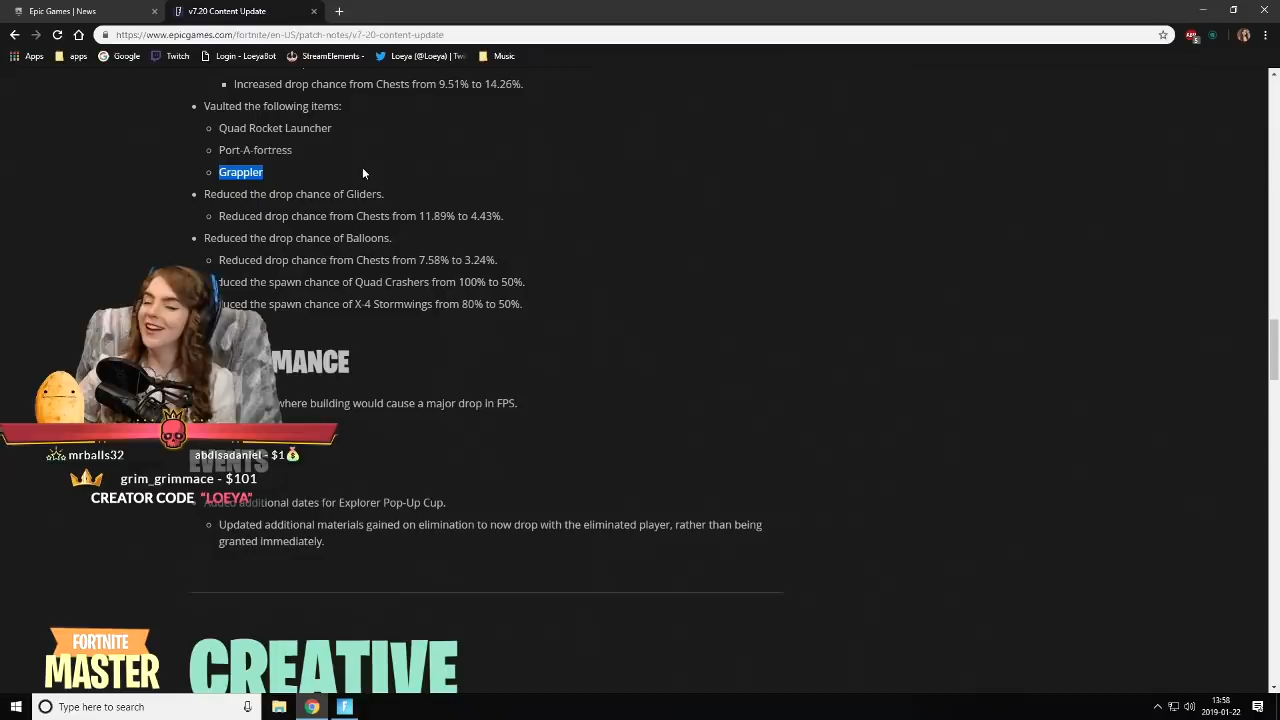 Epic Games | News
v7.20 Content Update
https://www.epicgames.com/fortnite/en-US/patch-notes/v7-20-content-update
Apps
apps
Google
Twitch
Login - LoeyaBot
StreamElements -
Loeya (@Loeya) | Twi
Music
Increased drop chance from Chests from 9.51% to 14.26%.
Vaulted the following items:
Quad Rocket Launcher
Port-A-fortress
Grappler
Reduced the drop chance of Gliders.
Reduced drop chance from Chests from 11.89% to 4.43%.
Reduced the drop chance of Balloons.
Reduced drop chance from Chests from 7.58% to 3.24%.
duced the spawn chance of Quad Crashers from 100% to 50%.
duced the spawn chance of X-4 Stormwings from 80% to 50%.
MANCE
where building would cause a major drop in FPS.
mrballs32
abdlsadaniel - $1
EVENTS
grim_grimmace - $101
CREATOR CODE "LOEYA"
Added additional dates for Explorer Pop-Up Cup.
Updated additional materials gained on elimination to now drop with the eliminated player, rather than being
granted immediately.
FORTNITE
MASTER
CREATIVE
Type here to search
13:58
2019-01-22